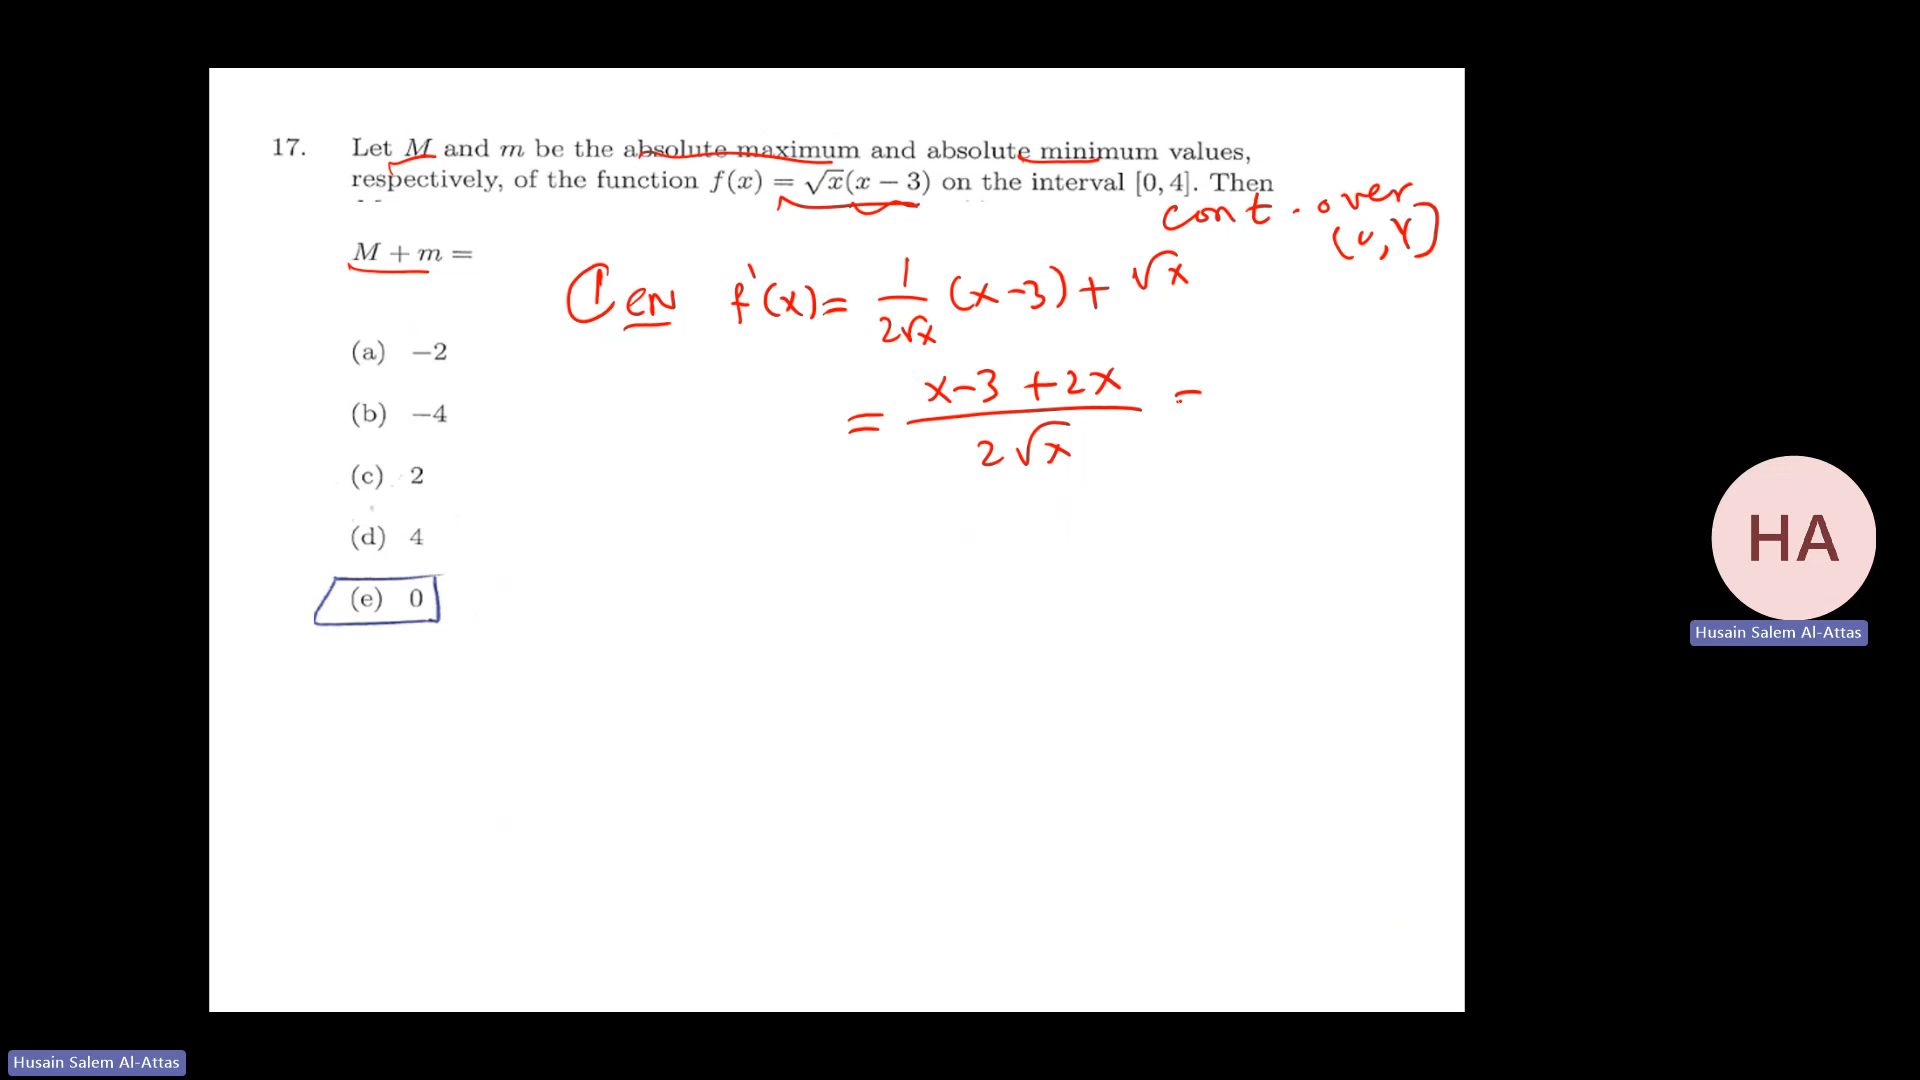 17. Let M and m be the absolute maximum and absolute minimum values,
respectively, of the function f(x) = √x(x − 3) on the interval [0, 4]. Then
cont. over
M + m =
① CN f'(x) = 1/(2√x) (x-3) + √x
(a) −2
= (x-3+2x)/(2√x) =
(b) −4
(c) 2
(d) 4
(e) 0
HA
Husain Salem Al-Attas
Husain Salem Al-Attas